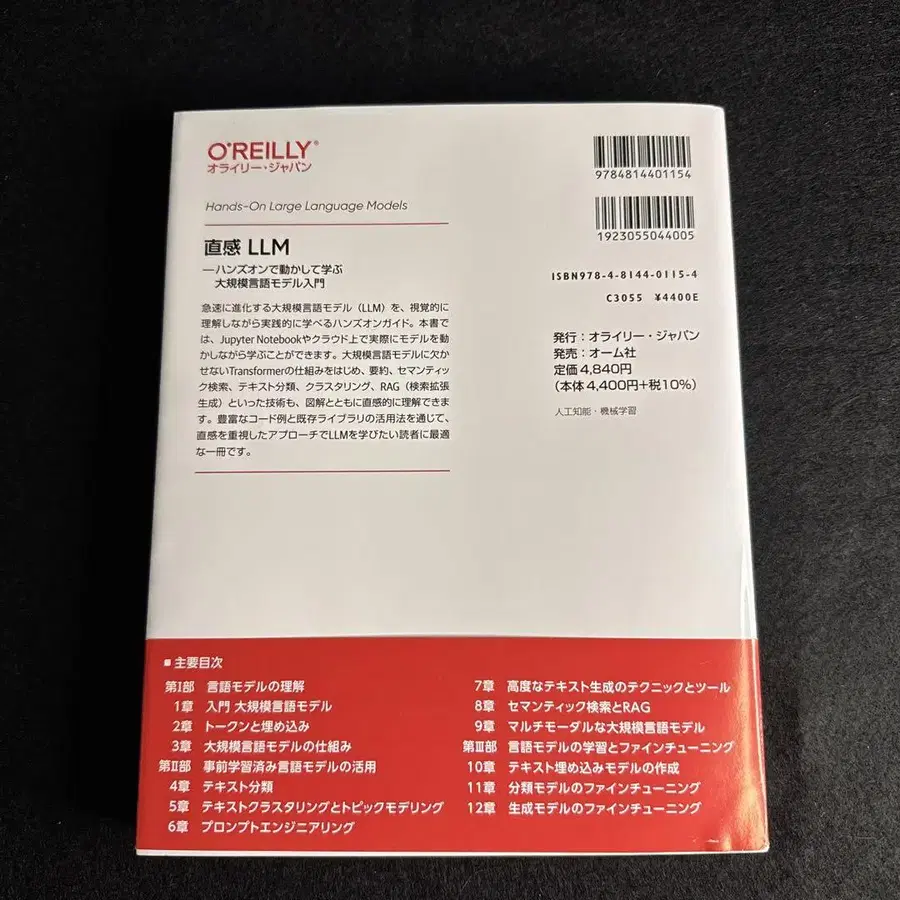 O'REILLY®
オライリー・ジャパン
Hands-On Large Language Models
直感 LLM
―ハンズオンで動かして学ぶ
大規模言語モデル入門
急速に進化する大規模言語モデル（LLM）を、視覚的に
理解しながら実践的に学べるハンズオンガイド。本書で
は、Jupyter Notebookやクラウド上で実際にモデルを動
かしながら学ぶことができます。大規模言語モデルに欠か
せないTransformerの仕組みをはじめ、要約、セマンティッ
ク検索、テキスト分類、クラスタリング、RAG（検索拡張
生成）といった技術も、図解とともに直感的に理解できま
す。豊富なコード例と既存ライブラリの活用法を通じて、
直感を重視したアプローチでLLMを学びたい読者に最適
な一冊です。
9784814401154
1923055044005
ISBN978-4-8144-0115-4
C3055 ¥4400E
発行：オライリー・ジャパン
発売：オーム社
定価4,840円
（本体4,400円+税10%）
人工知能・機械学習
■ 主要目次
第Ⅰ部 言語モデルの理解
1章 入門 大規模言語モデル
2章 トークンと埋め込み
3章 大規模言語モデルの仕組み
第Ⅱ部 事前学習済み言語モデルの活用
4章 テキスト分類
5章 テキストクラスタリングとトピックモデリング
6章 プロンプトエンジニアリング
7章 高度なテキスト生成のテクニックとツール
8章 セマンティック検索とRAG
9章 マルチモーダルな大規模言語モデル
第Ⅲ部 言語モデルの学習とファインチューニング
10章 テキスト埋め込みモデルの作成
11章 分類モデルのファインチューニング
12章 生成モデルのファインチューニング